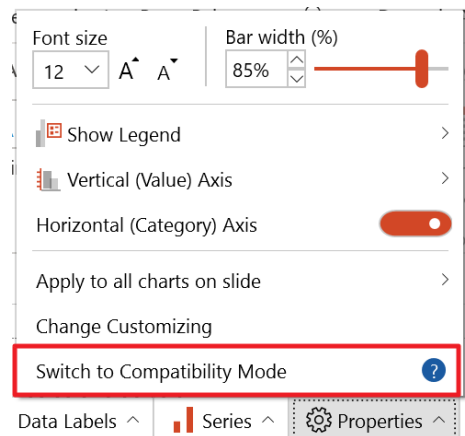 Font size
Bar width (%)
12
A
A
85%
Show Legend
Vertical (Value) Axis
Horizontal (Category) Axis
Apply to all charts on slide
Change Customizing
Switch to Compatibility Mode ?
Data Labels
Series
Properties